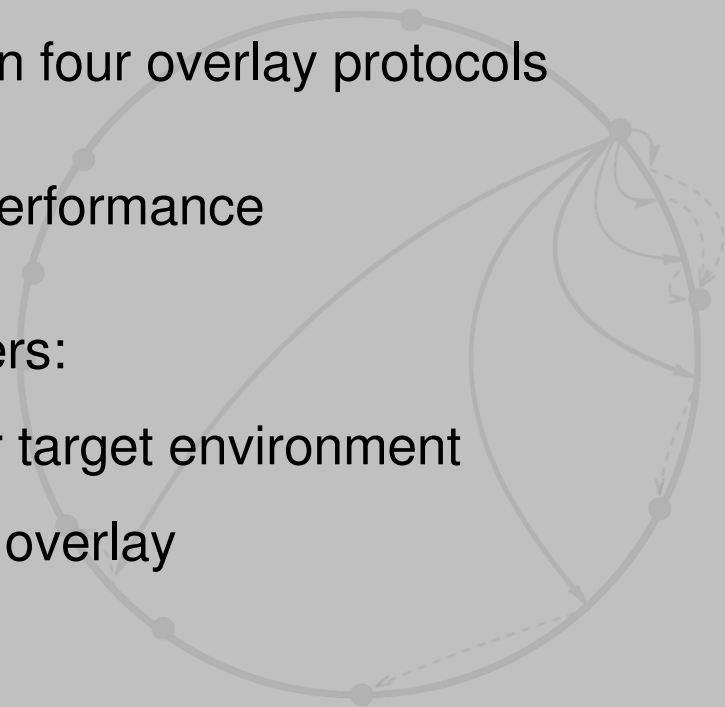 n four overlay protocols
erformance
ers:
r target environment
overlay